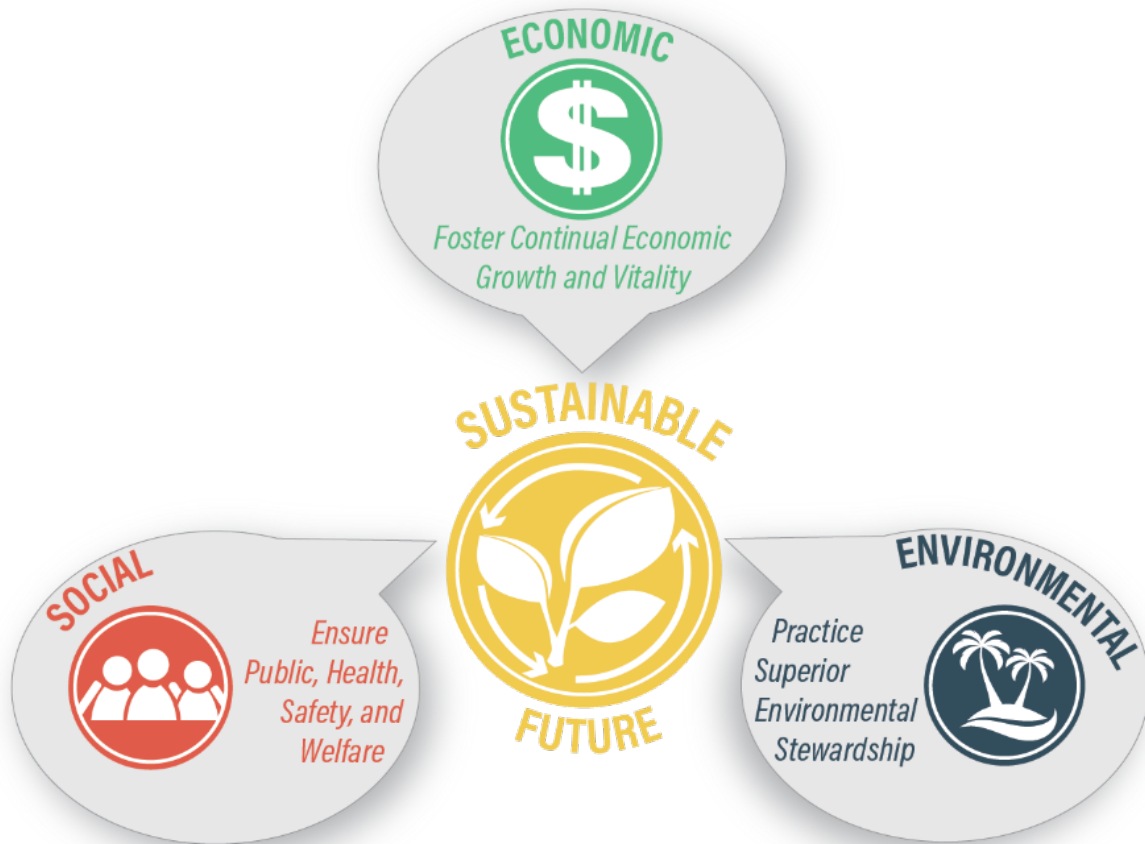 ECONOMIC
$
Foster Continual Economic
Growth and Vitality
SUSTAINABLE
FUTURE
SOCIAL
Ensure
Public, Health,
Safety, and
Welfare
ENVIRONMENTAL
Practice
Superior
Environmental
Stewardship